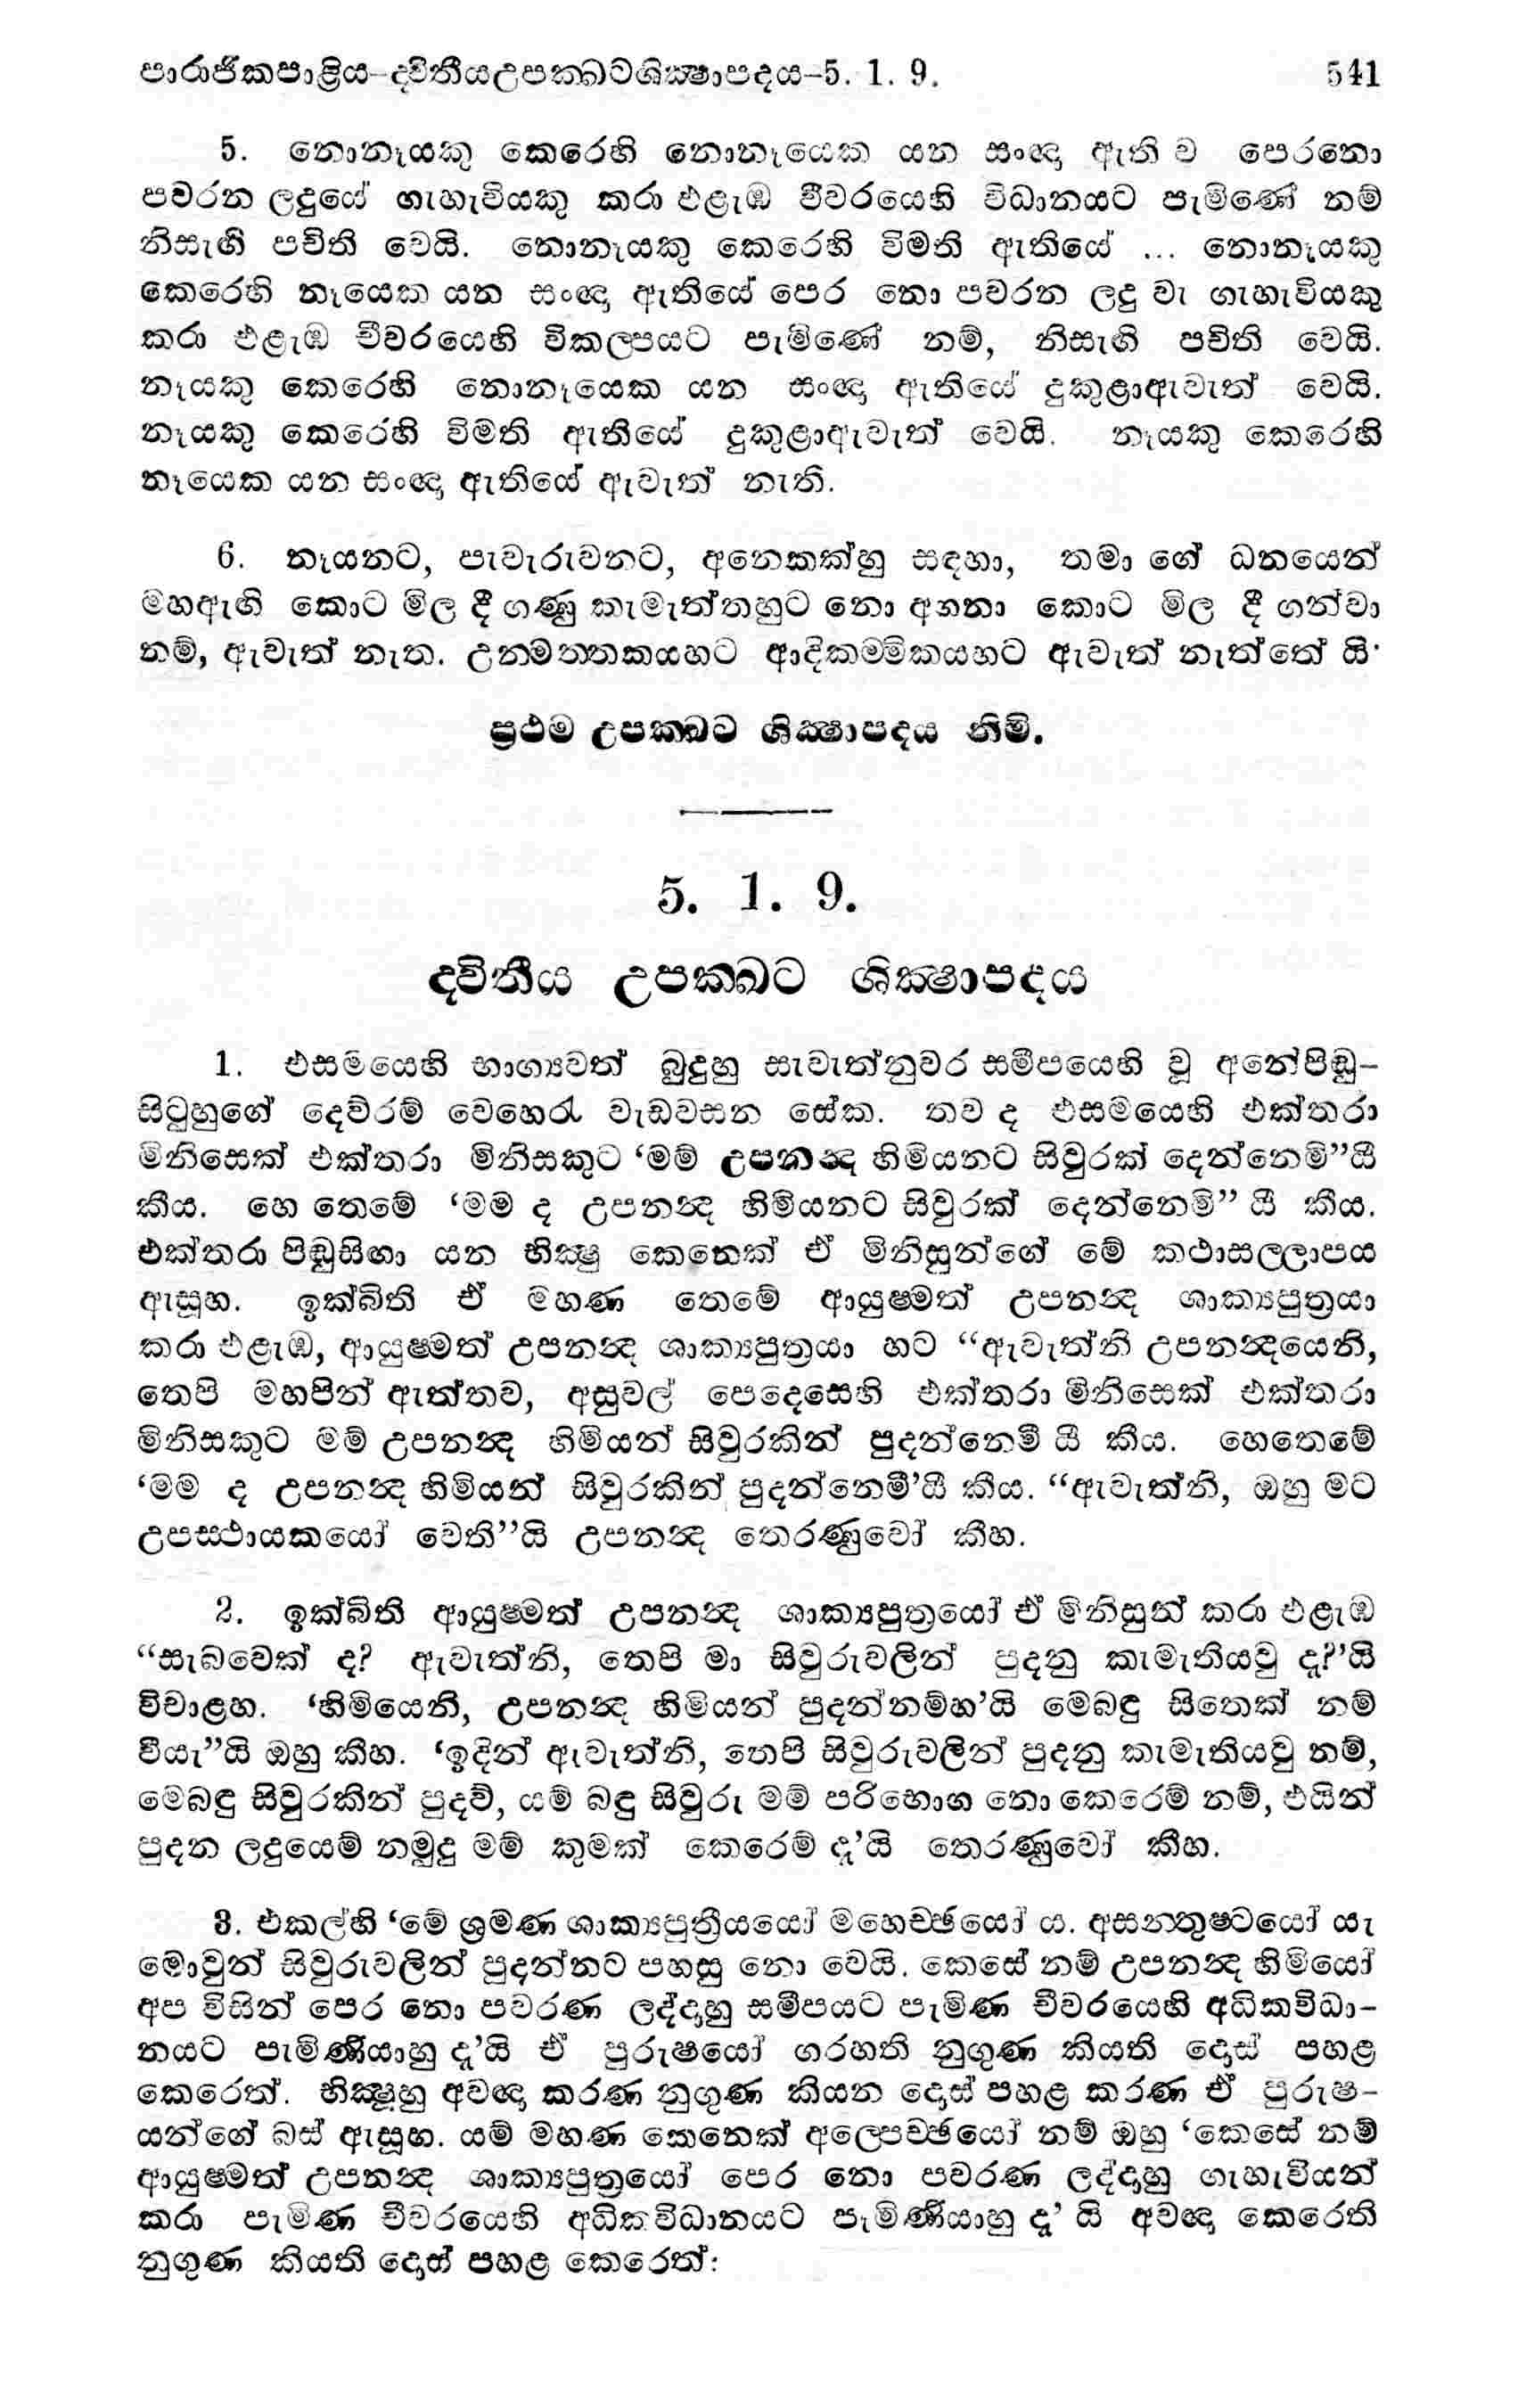 පාරාජිකපාළිය-දවිතීයඋපක්ඛටශික්ෂාපදය-5. 1. 9. 541
5. නොනෑයකු කෙරෙහි නොනෑයෙක යන සංඥා ඇති ව පෙරනො
පවරන ලදුයේ ගැහැවියකු කරා එළැඹ චීවරයෙහි විධානයට පැමිණේ නම්
නිසැඟි පචිති වෙයි. නොනෑයකු කෙරෙහි විමති ඇතියේ ... නොනෑයකු
කෙරෙහි නෑයෙක යන සංඥා ඇතියේ පෙර නො පවරන ලදු වැ ගැහැවියකු
කරා එළැඹ චීවරයෙහි විකල්පයට පැමිණේ නම්, නිසැඟි පචිති වෙයි.
නෑයකු කෙරෙහි නොනෑයෙක යන සංඥා ඇතියේ දුකුළාඇවැත් වෙයි.
නෑයකු කෙරෙහි විමති ඇතියේ දුකුළාඇවැත් වෙයි. නෑයකු කෙරෙහි
නෑයෙක යන සංඥා ඇතියේ ඇවැත් නැති.
6. නෑයනට, පැවැරැවනට, අනෙකක්හු සඳහා, තමා ගේ ධනයෙන්
මහඇඟි කොට මිල දී ගණු කැමැත්තහුට නො අගනා කොට මිල දී ගන්වා
නම්, ඇවැත් නැත. උන්මත්තකයහට ආදිකම්මිකයහට ඇවැත් නැත්තේ යි.
ප්‍රථම උපක්ඛට ශික්ෂාපදය නිමි.
5. 1. 9.
දවිතීය උපක්ඛට ශික්ෂාපදය
1. එසමයෙහි භාග්‍යවත් බුදුහු සැවැත්නුවර සමීපයෙහි වූ අනේපිඬු-
සිටුහුගේ දෙව්රම් වෙහෙරැ වැඩවසන සේක. තව ද එසමයෙහි එක්තරා
මිනිසෙක් එක්තරා මිනිසකුට ‘මම් උපනන්‍ද හිමියනට සිවුරක් දෙන්නෙමි”යී
කීය. හෙ තෙමේ ‘මම ද උපනන්‍ද හිමියනට සිවුරක් දෙන්නෙමි” යී කීය.
එක්තරා පිඬුසිඟා යන භික්ෂු කෙනෙක් ඒ මිනිසුන්ගේ මේ කථාසල්ලාපය
ඇසූහ. ඉක්බිති ඒ මහණ තෙමේ ආයුෂ්මත් උපනන්‍ද ශාක්‍යපුත්‍රයා
කරා එළැඹ, ආයුෂ්මත් උපනන්‍ද ශාක්‍යපුත්‍රයා හට “ඇවැත්නි උපනන්‍දයෙනි,
තෙපි මහපින් ඇත්තව, අසුවල් පෙදෙසෙහි එක්තරා මිනිසෙක් එක්තරා
මිනිසකුට මම් උපනන්‍ද හිමියන් සිවුරකින් පුදන්නෙමී යී කීය. හෙතෙමේ
‘මම ද උපනන්‍ද හිමියන් සිවුරකින් පුදන්නෙමී’යී කීය. “ඇවැත්නි, ඔහු මට
උපස්ථායකයෝ වෙති”යි උපනන්‍ද තෙරණුවෝ කීහ.
2. ඉක්බිති ආයුෂ්මත් උපනන්‍ද ශාක්‍යපුත්‍රයෝ ඒ මිනිසුන් කරා එළැඹ
“සැබවෙක් ද? ඇවැත්නි, තෙපි මා සිවුරුවලින් පුදනු කැමැතියවු ද?’යි
විචාළහ. ‘හිමියෙනි, උපනන්‍ද හිමියන් පුදන්නම්හ’යි මෙබඳු සිතෙක් නම්
වීයැ”යි ඔහු කීහ. ‘ඉදින් ඇවැත්නි, තෙපි සිවුරුවලින් පුදනු කැමැතියවු නම්,
මෙබඳු සිවුරකින් පුදව්, යම් බඳු සිවුරු මම් පරිභොග නො කෙරෙම් නම්, එයින්
පුදන ලදුයෙම් නමුදු මම් කුමක් කෙරෙම් ද’යි තෙරණුවෝ කීහ.
3. එකල්හි ‘මේ ශ්‍රමණ ශාක්‍යපුත්‍රීයයෝ මහෙච්ඡයෝ ය. අසන්තුෂ්ටයෝ යැ
මොවුන් සිවුරුවලින් පුදන්නට පහසු නො වෙයි. කෙසේ නම් උපනන්‍ද හිමියෝ
අප විසින් පෙර නො පවරණ ලද්දාහු සමීපයට පැමිණ චීවරයෙහි අධිකවිධා-
නයට පැමිණියාහු ද’යි ඒ පුරුෂයෝ ගරහති නුගුණ කියති දොස් පහළ
කෙරෙත්. භික්ෂූහු අවඥා කරණ නුගුණ කියන දොස් පහළ කරණ ඒ පුරුෂ-
යන්ගේ බස් ඇසූහ. යම් මහණ කෙනෙක් අල්පෙච්ඡයෝ නම් ඔහු ‘කෙසේ නම්
ආයුෂ්මත් උපනන්‍ද ශාක්‍යපුත්‍රයෝ පෙර නො පවරණ ලද්දාහු ගැහැවියන්
කරා පැමිණ චීවරයෙහි අධිකවිධානයට පැමිණියාහු ද’ යි අවඥා කෙරෙති
නුගුණ කියති දොස් පහළ කෙරෙත්: